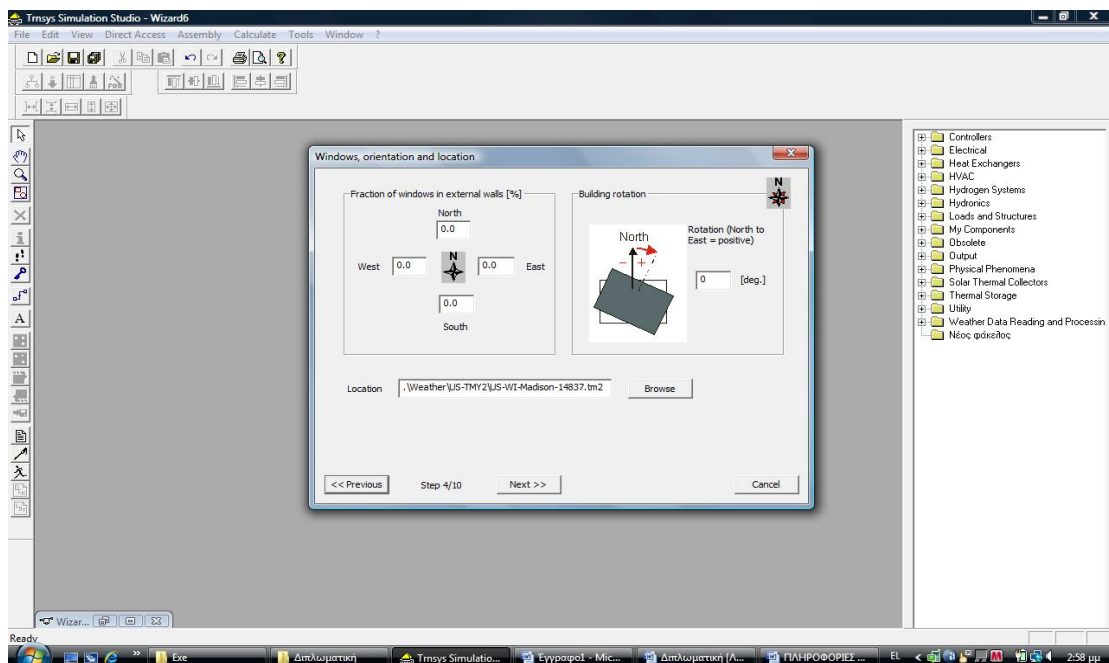 Trnsys Simulation Studio - Wizard6
File Edit View Direct Access Assembly Calculate Tools Window ?
Windows, orientation and location
Fraction of windows in external walls [%]
North
0.0
West 0.0 N 0.0 East
0.0
South
Building rotation
N
North
- +
Rotation (North to
East = positive)
0 [deg.]
Location .\Weather\US-TMY2\US-WI-Madison-14837.tm2 Browse
<< Previous Step 4/10 Next >> Cancel
Controllers
Electrical
Heat Exchangers
HVAC
Hydrogen Systems
Hydronics
Loads and Structures
My Components
Obsolete
Output
Physical Phenomena
Solar Thermal Collectors
Thermal Storage
Utility
Weather Data Reading and Processin
Νέος φάκελος
Wizar...
Ready
Exe Διπλωματική Trnsys Simulatio... Έγγραφο1 - Mic... Διπλωματική [Λ... ΠΛΗΡΟΦΟΡΙΕΣ ... EL 2:58 μμ